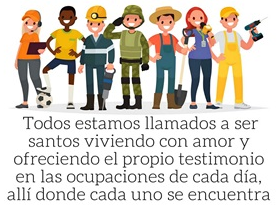 Todos estamos llamados a ser
santos viviendo con amor y
ofreciendo el propio testimonio
en las ocupaciones de cada día,
allí donde cada uno se encuentra